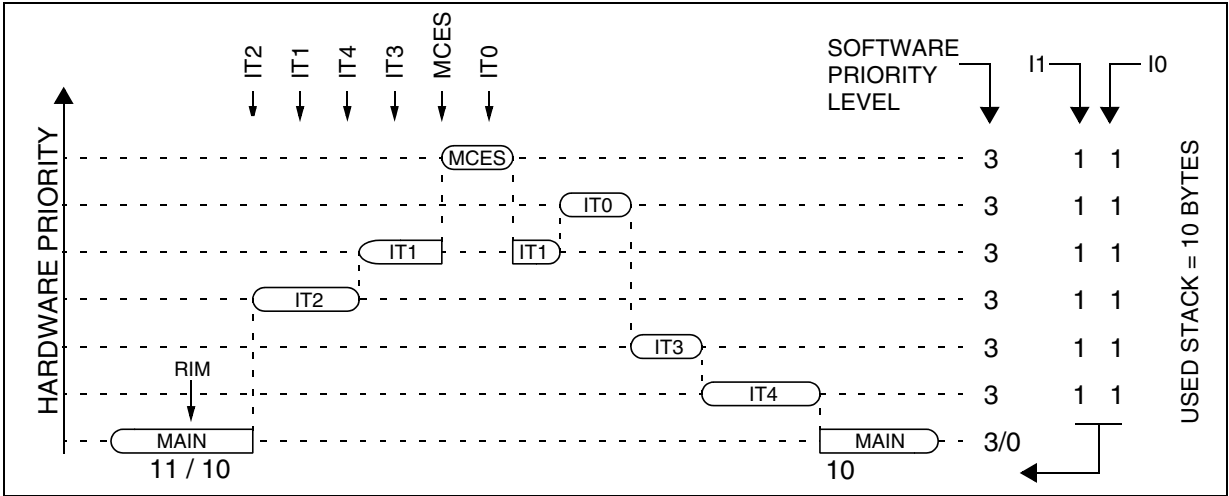 IT2
IT1
IT4
IT3
MCES
IT0
SOFTWARE
PRIORITY
LEVEL
I1
I0
HARDWARE PRIORITY
USED STACK = 10 BYTES
MCES
3
1 1
IT0
3
1 1
IT1
IT1
3
1 1
IT2
3
1 1
IT3
3
1 1
RIM
IT4
3
1 1
MAIN
MAIN
3/0
11 / 10
10